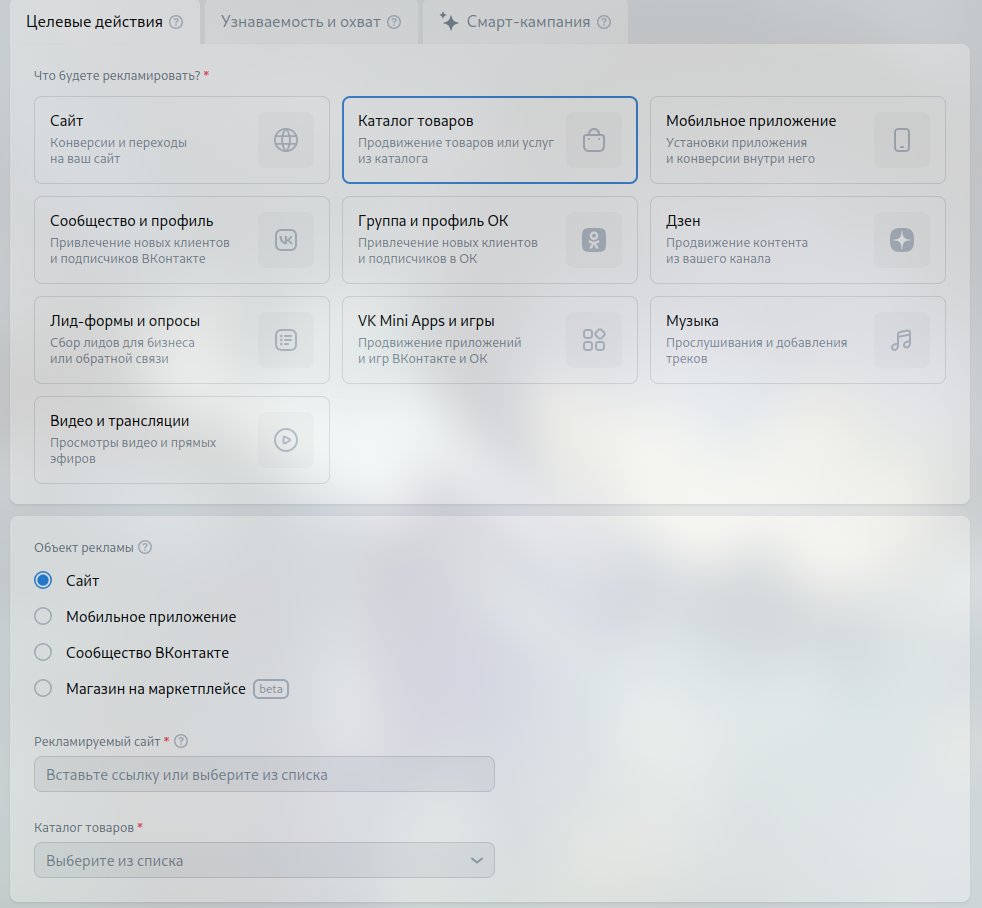 Целевые действия ? Узнаваемость и охват ? Смарт-кампания ?
Что будете рекламировать? *
Сайт
Конверсии и переходы
на ваш сайт
Каталог товаров
Продвижение товаров или услуг
из каталога
Мобильное приложение
Установки приложения
и конверсии внутри него
Сообщество и профиль
Привлечение новых клиентов
и подписчиков ВКонтакте
Группа и профиль ОК
Привлечение новых клиентов
и подписчиков в ОК
Дзен
Продвижение контента
из вашего канала
Лид-формы и опросы
Сбор лидов для бизнеса
или обратной связи
VK Mini Apps и игры
Продвижение приложений
и игр ВКонтакте и ОК
Музыка
Прослушивания и добавления
треков
Видео и трансляции
Просмотры видео и прямых
эфиров
Объект рекламы ?
Сайт
Мобильное приложение
Сообщество ВКонтакте
Магазин на маркетплейсе beta
Рекламируемый сайт * ?
Вставьте ссылку или выберите из списка
Каталог товаров *
Выберите из списка